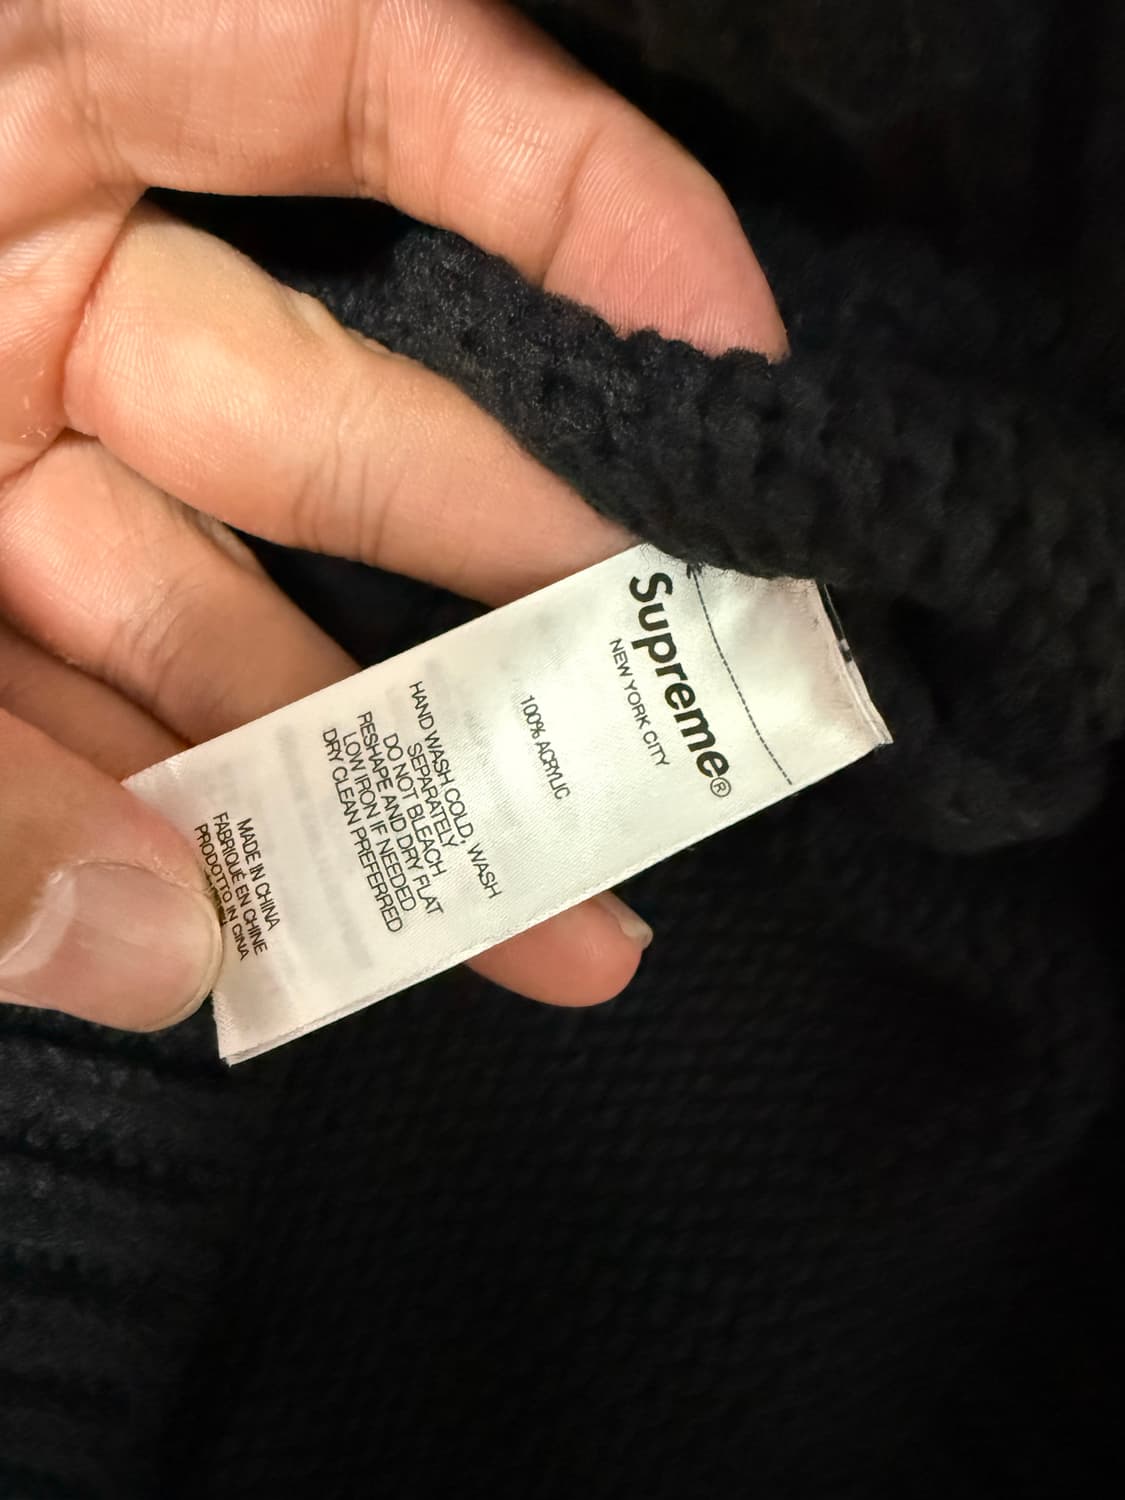 Supreme®
NEW YORK CITY
100% ACRYLIC
HAND WASH COLD, WASH
SEPARATELY
DO NOT BLEACH
RESHAPE AND DRY FLAT
LOW IRON IF NEEDED
DRY CLEAN PREFERRED
MADE IN CHINA
FABRIQUÉ EN CHINE
PRODOTTO IN CINA